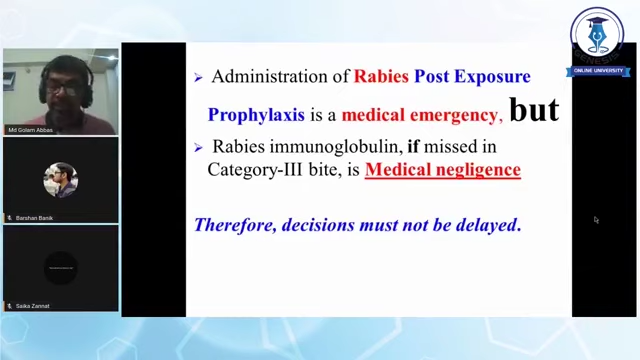 GENESIS
ONLINE UNIVERSITY
Administration of Rabies Post Exposure
Prophylaxis is a medical emergency, but
Rabies immunoglobulin, if missed in
Category-III bite, is Medical negligence
Therefore, decisions must not be delayed.
Md Golam Abbas
Barshan Banik
Saika Zannat